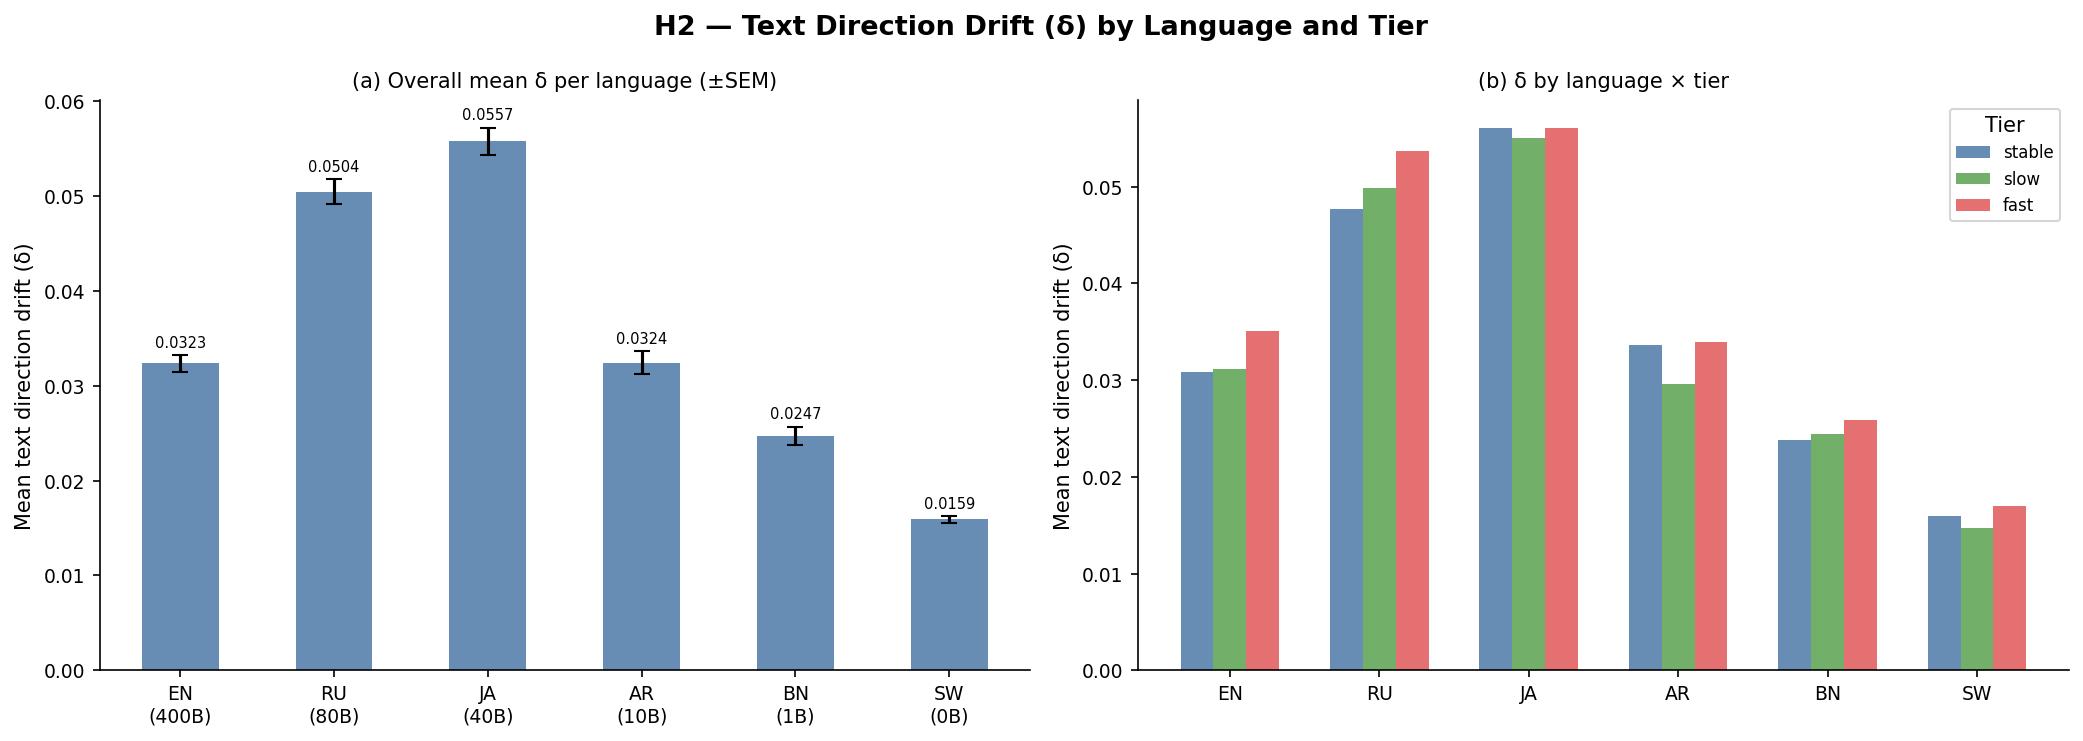 H2 — Text Direction Drift (δ) by Language and Tier
(a) Overall mean δ per language (±SEM)
Mean text direction drift (δ)
0.06
0.05
0.04
0.03
0.02
0.01
0.00
0.0323
0.0504
0.0557
0.0324
0.0247
0.0159
EN
(400B)
RU
(80B)
JA
(40B)
AR
(10B)
BN
(1B)
SW
(0B)
(b) δ by language × tier
Mean text direction drift (δ)
0.05
0.04
0.03
0.02
0.01
0.00
Tier
stable
slow
fast
EN
RU
JA
AR
BN
SW